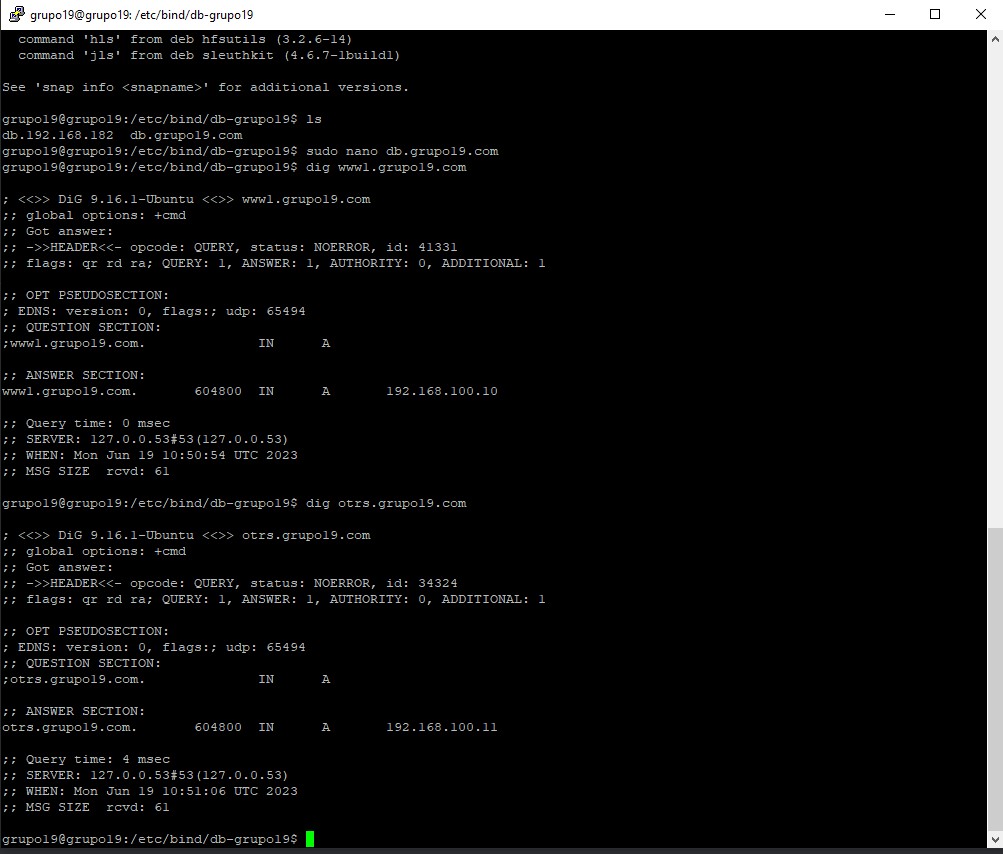 grupo19@grupo19: /etc/bind/db-grupo19
  command 'hls' from deb hfsutils (3.2.6-14)
  command 'jls' from deb sleuthkit (4.6.7-1build1)

See 'snap info <snapname>' for additional versions.

grupo19@grupo19:/etc/bind/db-grupo19$ ls
db.192.168.182  db.grupo19.com
grupo19@grupo19:/etc/bind/db-grupo19$ sudo nano db.grupo19.com
grupo19@grupo19:/etc/bind/db-grupo19$ dig www1.grupo19.com

; <<>> DiG 9.16.1-Ubuntu <<>> www1.grupo19.com
;; global options: +cmd
;; Got answer:
;; ->>HEADER<<- opcode: QUERY, status: NOERROR, id: 41331
;; flags: qr rd ra; QUERY: 1, ANSWER: 1, AUTHORITY: 0, ADDITIONAL: 1

;; OPT PSEUDOSECTION:
; EDNS: version: 0, flags:; udp: 65494
;; QUESTION SECTION:
;www1.grupo19.com.              IN      A

;; ANSWER SECTION:
www1.grupo19.com.       604800  IN      A       192.168.100.10

;; Query time: 0 msec
;; SERVER: 127.0.0.53#53(127.0.0.53)
;; WHEN: Mon Jun 19 10:50:54 UTC 2023
;; MSG SIZE  rcvd: 61

grupo19@grupo19:/etc/bind/db-grupo19$ dig otrs.grupo19.com

; <<>> DiG 9.16.1-Ubuntu <<>> otrs.grupo19.com
;; global options: +cmd
;; Got answer:
;; ->>HEADER<<- opcode: QUERY, status: NOERROR, id: 34324
;; flags: qr rd ra; QUERY: 1, ANSWER: 1, AUTHORITY: 0, ADDITIONAL: 1

;; OPT PSEUDOSECTION:
; EDNS: version: 0, flags:; udp: 65494
;; QUESTION SECTION:
;otrs.grupo19.com.              IN      A

;; ANSWER SECTION:
otrs.grupo19.com.       604800  IN      A       192.168.100.11

;; Query time: 4 msec
;; SERVER: 127.0.0.53#53(127.0.0.53)
;; WHEN: Mon Jun 19 10:51:06 UTC 2023
;; MSG SIZE  rcvd: 61

grupo19@grupo19:/etc/bind/db-grupo19$